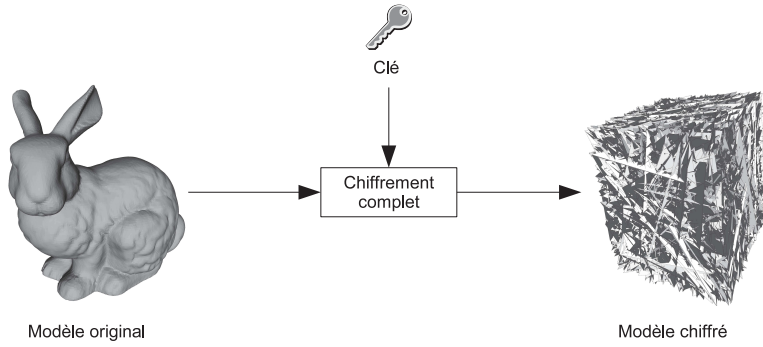 Clé
Chiffrement
complet
Modèle original
Modèle chiffré